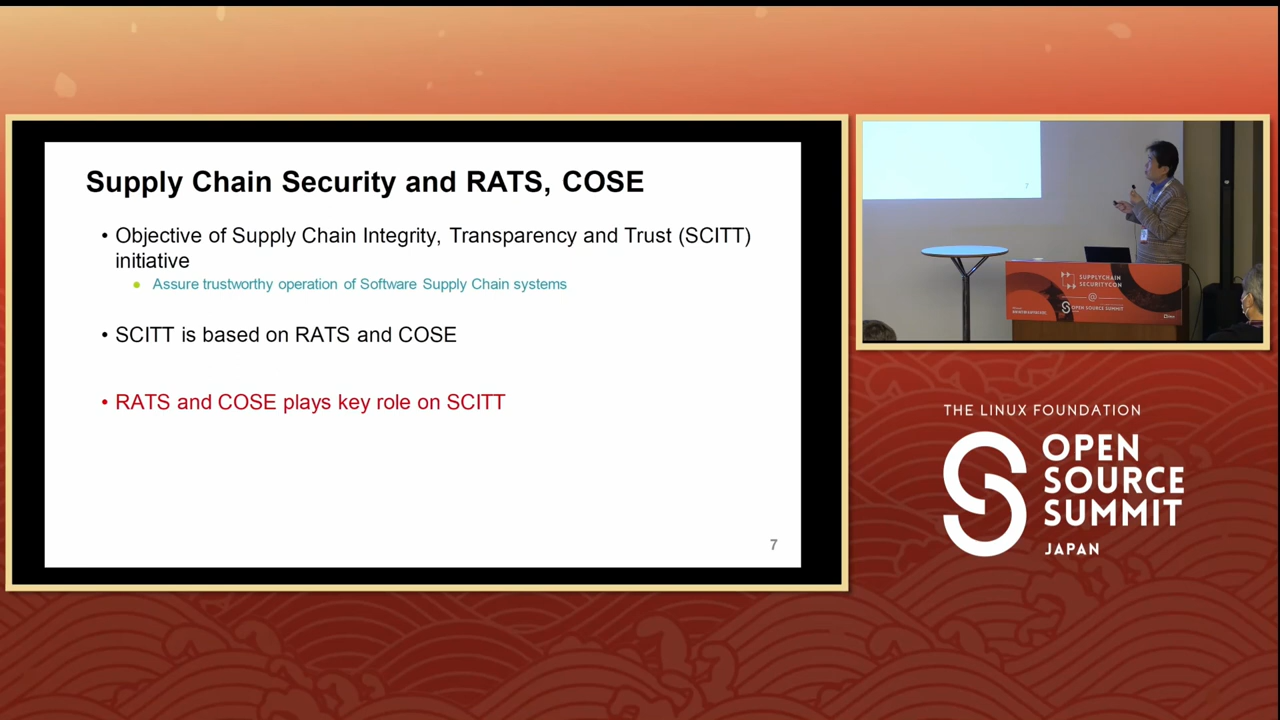 Supply Chain Security and RATS, COSE
• Objective of Supply Chain Integrity, Transparency and Trust (SCITT)
initiative
• Assure trustworthy operation of Software Supply Chain systems
• SCITT is based on RATS and COSE
• RATS and COSE plays key role on SCITT
7
7
SUPPLYCHAIN
SECURITYCON
@
OPEN SOURCE SUMMIT
THE LINUX FOUNDATION
OPEN
SOURCE
SUMMIT
JAPAN